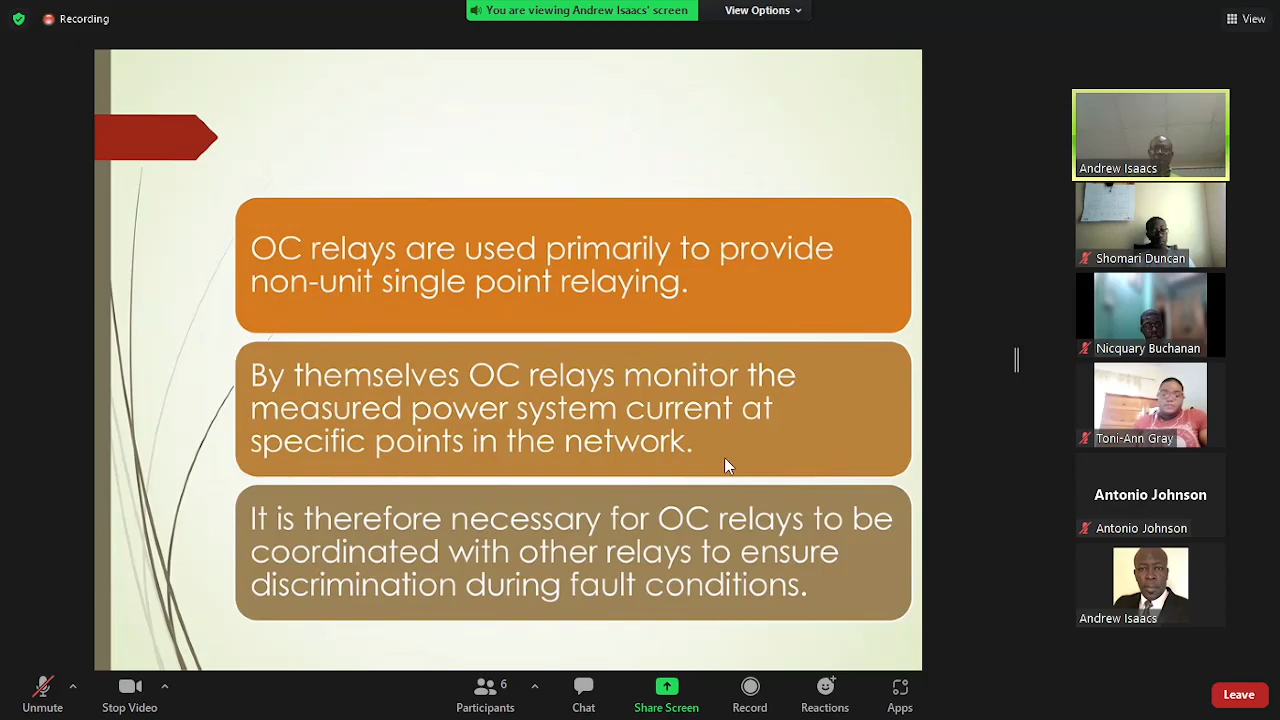 Recording
You are viewing Andrew Isaacs' screen
View Options
View
OC relays are used primarily to provide
non-unit single point relaying.
By themselves OC relays monitor the
measured power system current at
specific points in the network.
It is therefore necessary for OC relays to be
coordinated with other relays to ensure
discrimination during fault conditions.
Andrew Isaacs
Shomari Duncan
Nicquary Buchanan
Toni-Ann Gray
Antonio Johnson
Antonio Johnson
Andrew Isaacs
Unmute
Stop Video
6
Participants
Chat
Share Screen
Record
Reactions
Apps
Leave